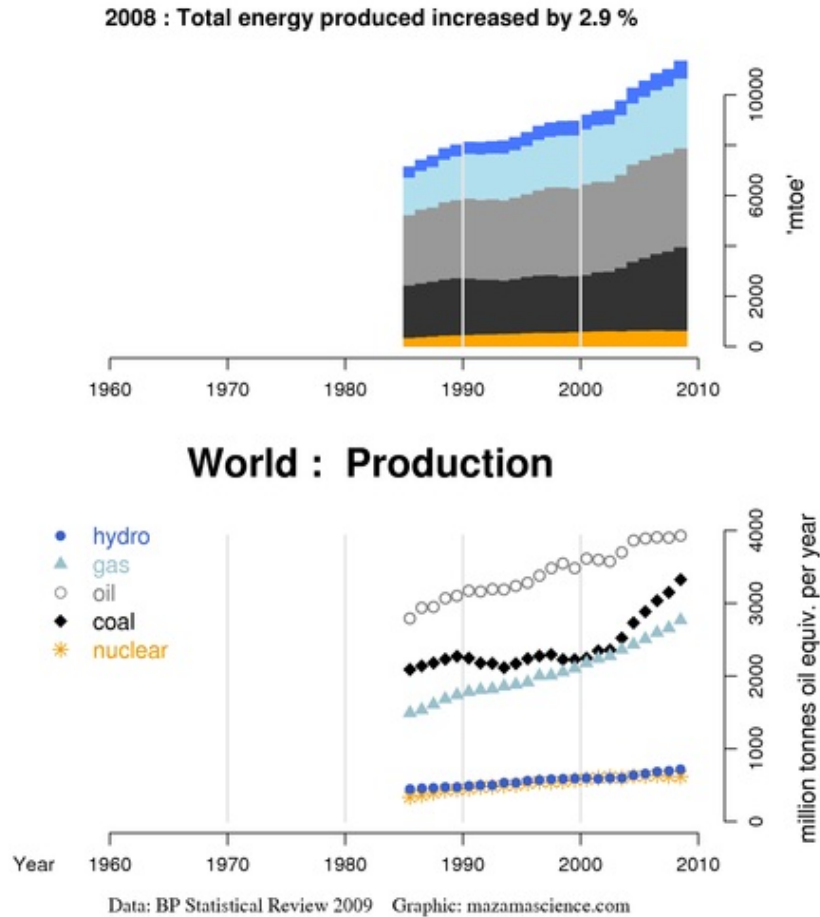 2008 : Total energy produced increased by 2.9 %
10000
6000
2000
0
'mtoe'
1960 1970 1980 1990 2000 2010
World : Production
hydro
gas
oil
coal
nuclear
4000
3000
2000
1000
0
million tonnes oil equiv. per year
Year 1960 1970 1980 1990 2000 2010
Data: BP Statistical Review 2009 Graphic: mazamascience.com